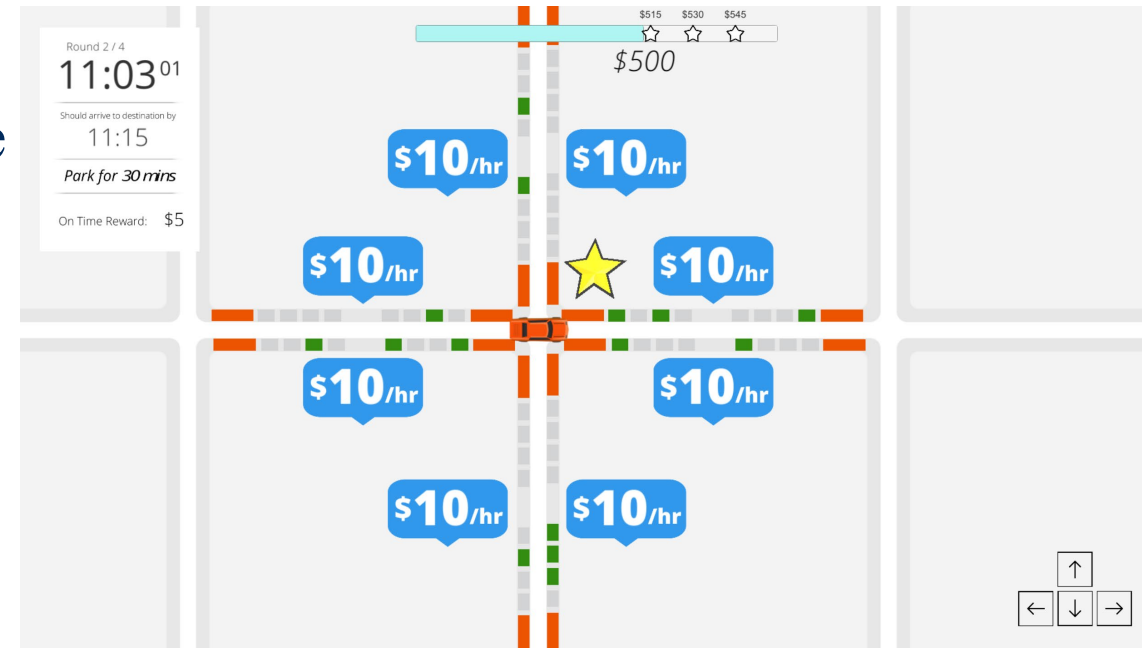 e
Round 2 / 4
11:03 01
Should arrive to destination by
11:15
Park for 30 mins
On Time Reward: $5
$515 $530 $545
$500
$10/hr $10/hr
$10/hr $10/hr
$10/hr $10/hr
$10/hr $10/hr
↑
← ↓ →